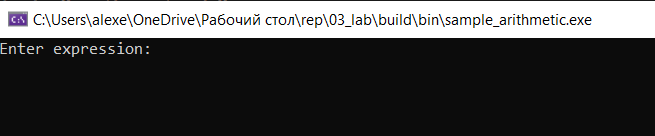 C:\Users\alexe\OneDrive\Рабочий стол\rep\03_lab\build\bin\sample_arithmetic.exe
Enter expression: